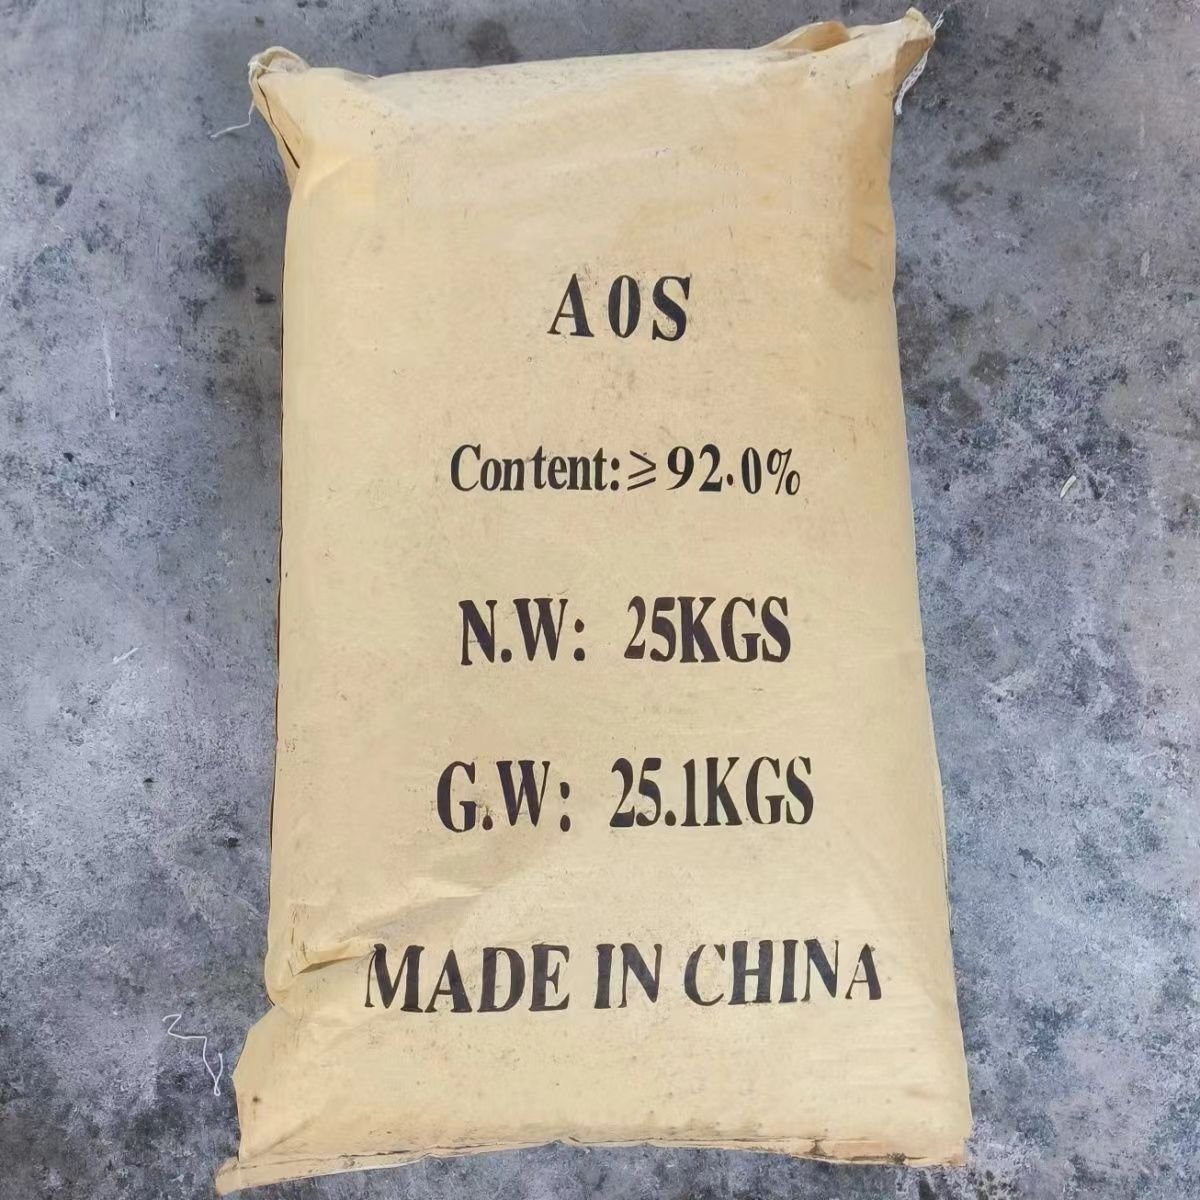 A0S
Content:≥92.0%
N.W: 25KGS
G.W: 25.1KGS
MADE IN CHINA